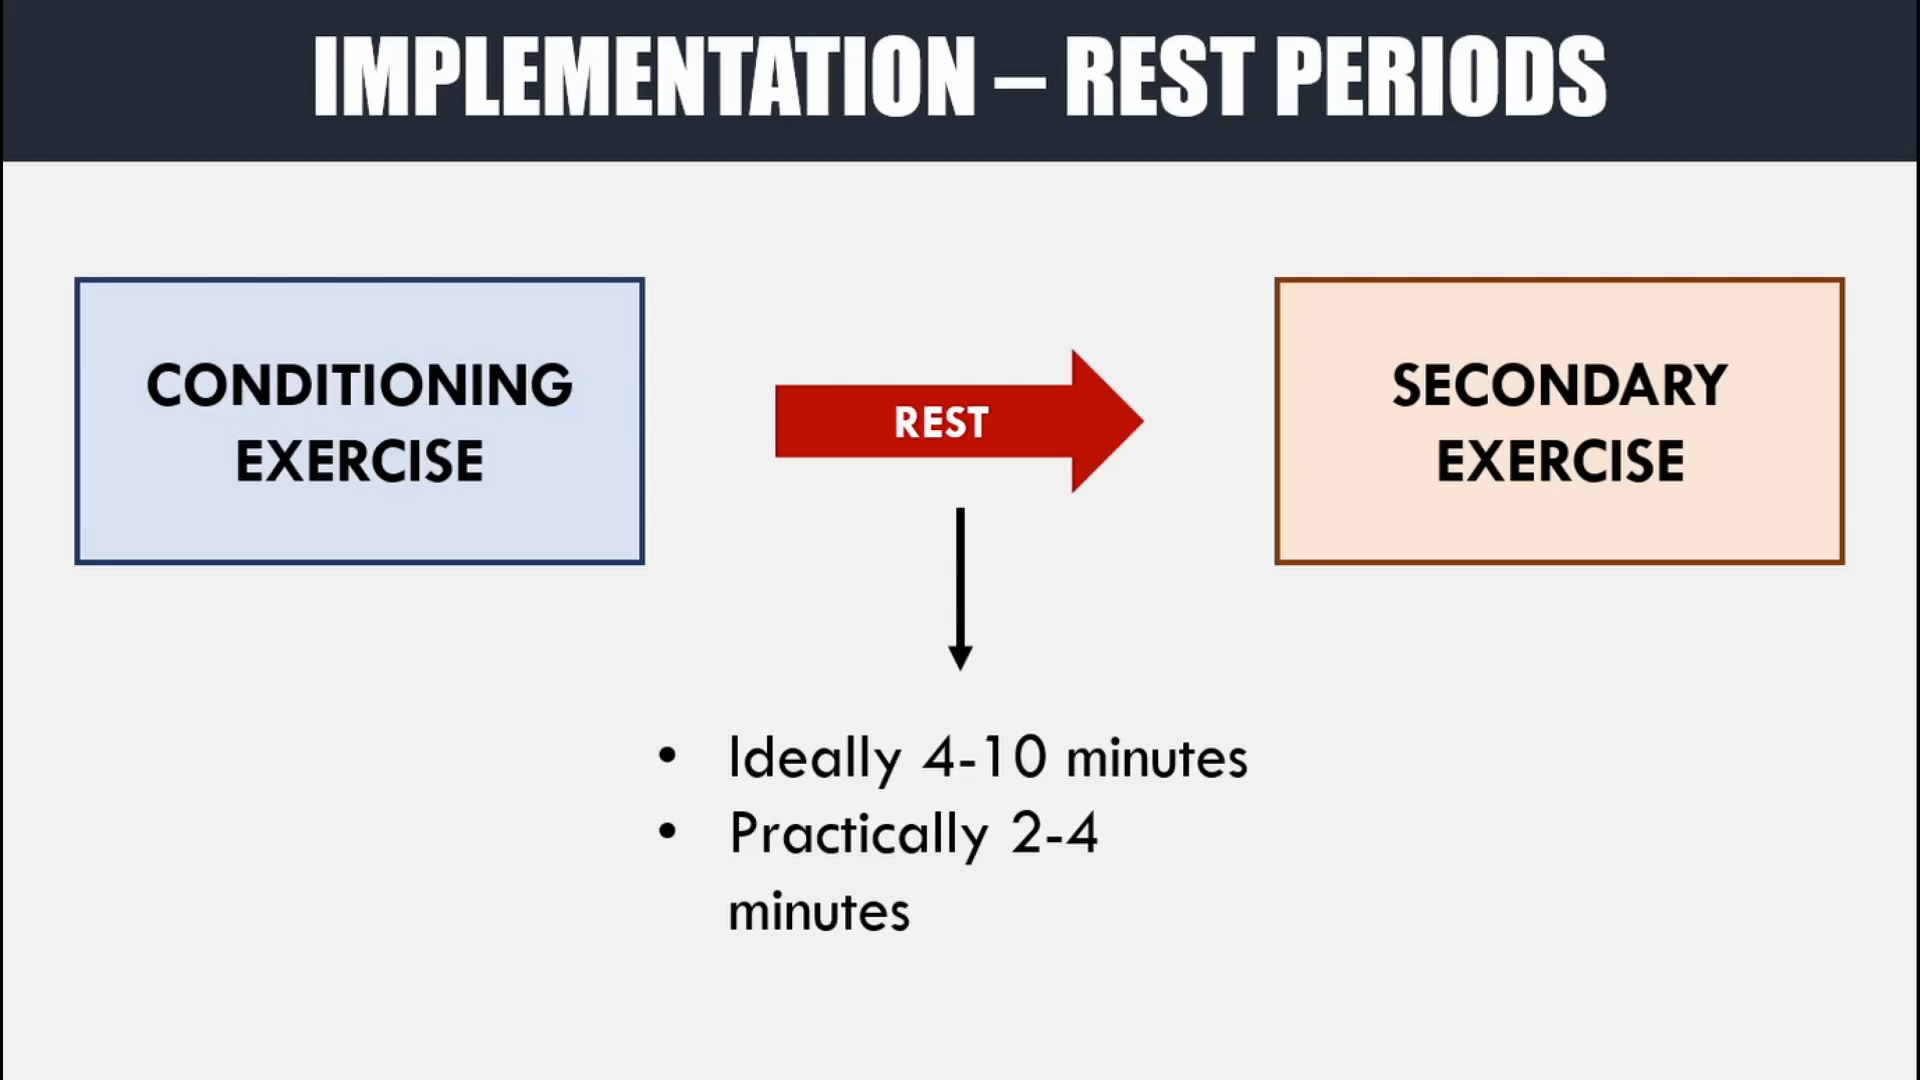 IMPLEMENTATION – REST PERIODS
CONDITIONING
EXERCISE
REST
SECONDARY
EXERCISE
• Ideally 4-10 minutes
• Practically 2-4
minutes